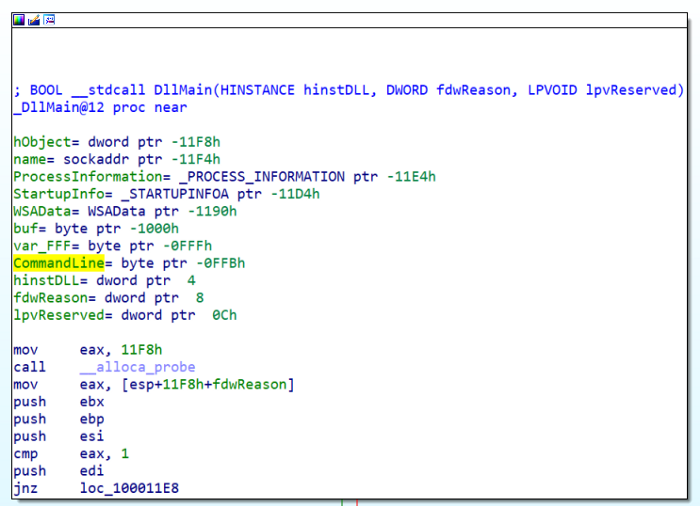 ; BOOL __stdcall DllMain(HINSTANCE hinstDLL, DWORD fdwReason, LPVOID lpvReserved)
_DllMain@12 proc near
hObject= dword ptr -11F8h
name= sockaddr ptr -11F4h
ProcessInformation= _PROCESS_INFORMATION ptr -11E4h
StartupInfo= _STARTUPINFOA ptr -11D4h
WSAData= WSAData ptr -1190h
buf= byte ptr -1000h
var_FFF= byte ptr -0FFFh
CommandLine= byte ptr -0FFBh
hinstDLL= dword ptr  4
fdwReason= dword ptr  8
lpvReserved= dword ptr  0Ch
mov     eax, 11F8h
call    __alloca_probe
mov     eax, [esp+11F8h+fdwReason]
push    ebx
push    ebp
push    esi
cmp     eax, 1
push    edi
jnz     loc_100011E8